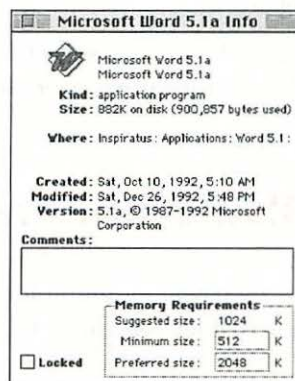 Microsoft Word 5.1a Info
Microsoft Word 5.1a
Microsoft Word 5.1a
Kind: application program
Size: 882K on disk (900,857 bytes used)
Where: Inspiratus: Applications: Word 5.1:
Created: Sat, Oct 10, 1992, 5:10 AM
Modified: Sat, Dec 26, 1992, 5:48 PM
Version: 5.1a, © 1987-1992 Microsoft
Corporation
Comments:
Memory Requirements
Suggested size: 1024 K
Minimum size: 512 K
Preferred size: 2048 K
Locked